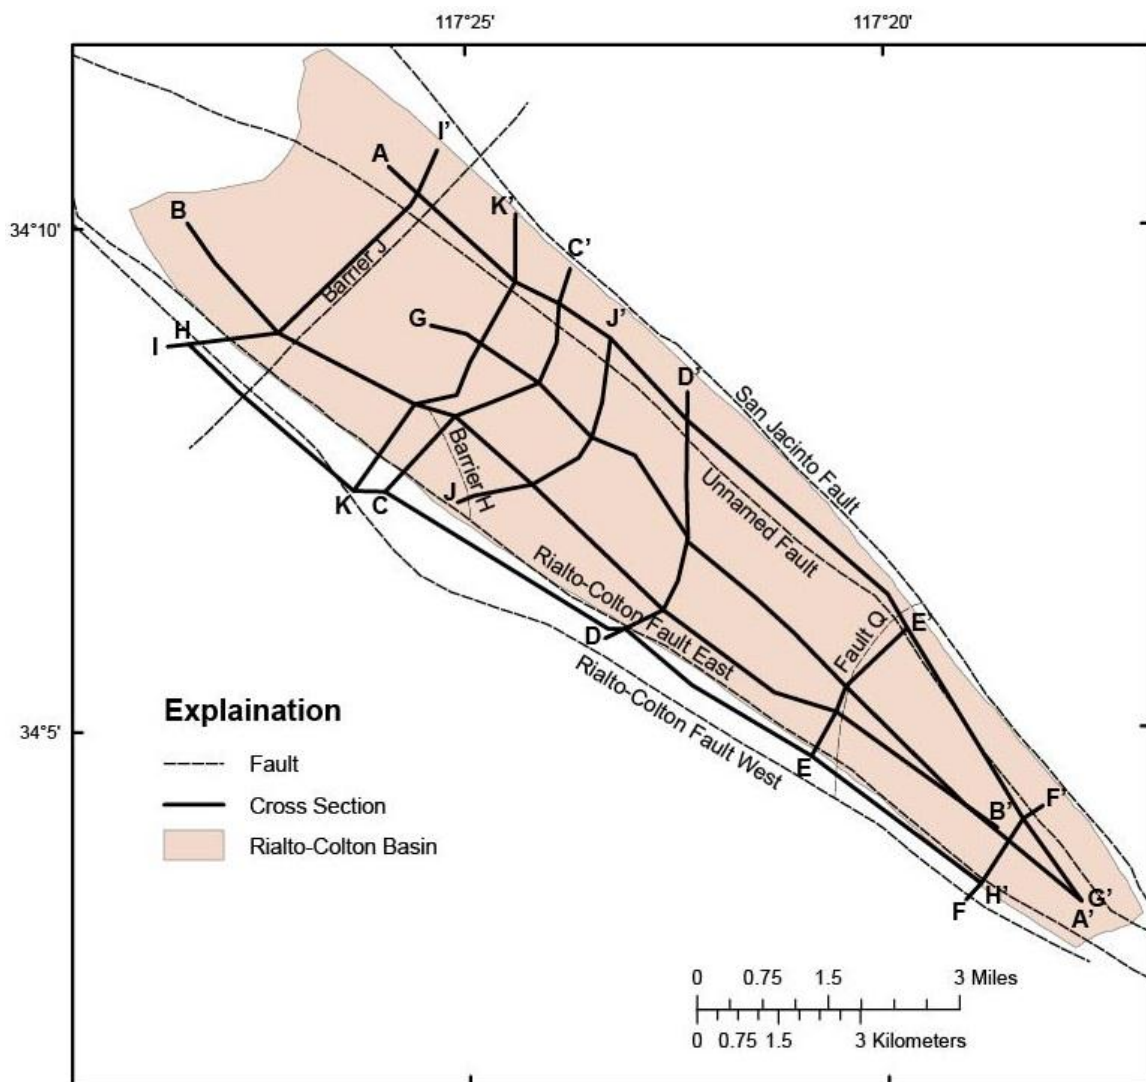 117°25'
117°20'
I'
A
K'
B
34°10'
C'
Barrier J
G
J'
H
I
D'
San Jacinto Fault
Barrier H
J
K
C
Unnamed Fault
Rialto-Colton Fault East
Fault Q
E'
D
Rialto-Colton Fault West
Explaination
34°5'
Fault
E
Cross Section
F'
B'
Rialto-Colton Basin
H'
G'
F
A'
0 0.75 1.5 3 Miles
0 0.75 1.5 3 Kilometers